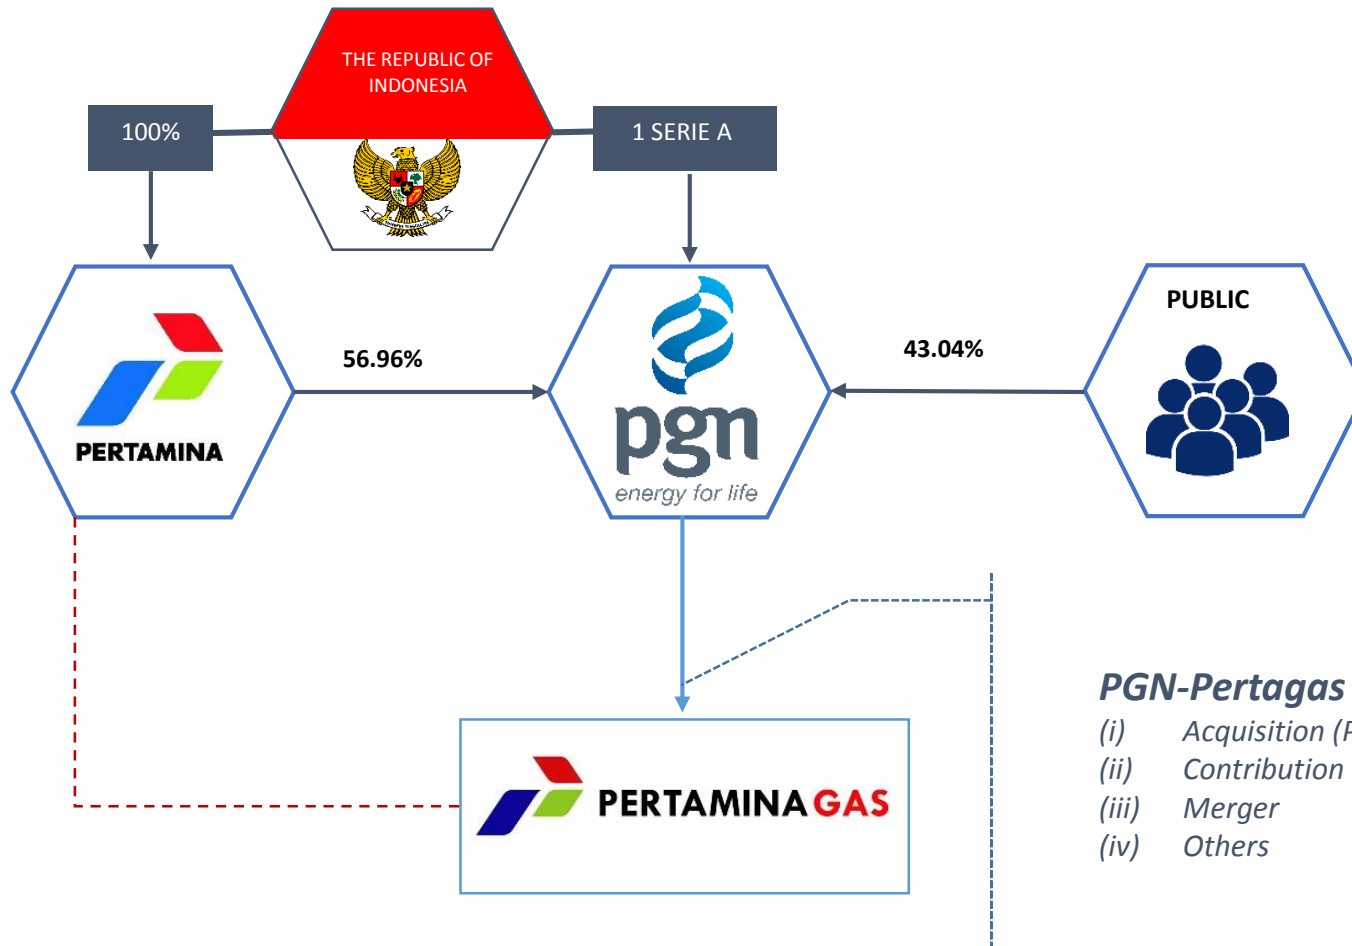 THE REPUBLIC OF
INDONESIA
100%
1 SERIE A
PERTAMINA
56.96%
pgn
energy for life
43.04%
PUBLIC
PERTAMINA GAS
PGN-Pertagas
(i) Acquisition (
(ii) Contribution
(iii) Merger
(iv) Others